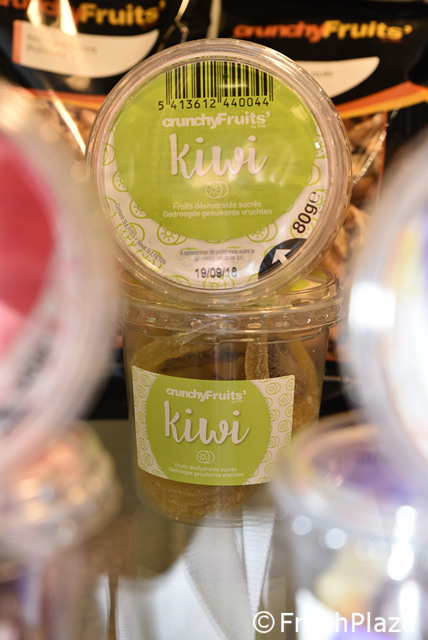 crunchyFruits'
crunchyFruits'
5 413612 440044
crunchyFruits'
kiwi
Fruits déshydratés sucrés
Gedroogde gesuikerde vruchten
80g e
19/09/18
crunchyFruits'
kiwi
Fruits déshydratés sucrés
Gedroogde gesuikerde vruchten